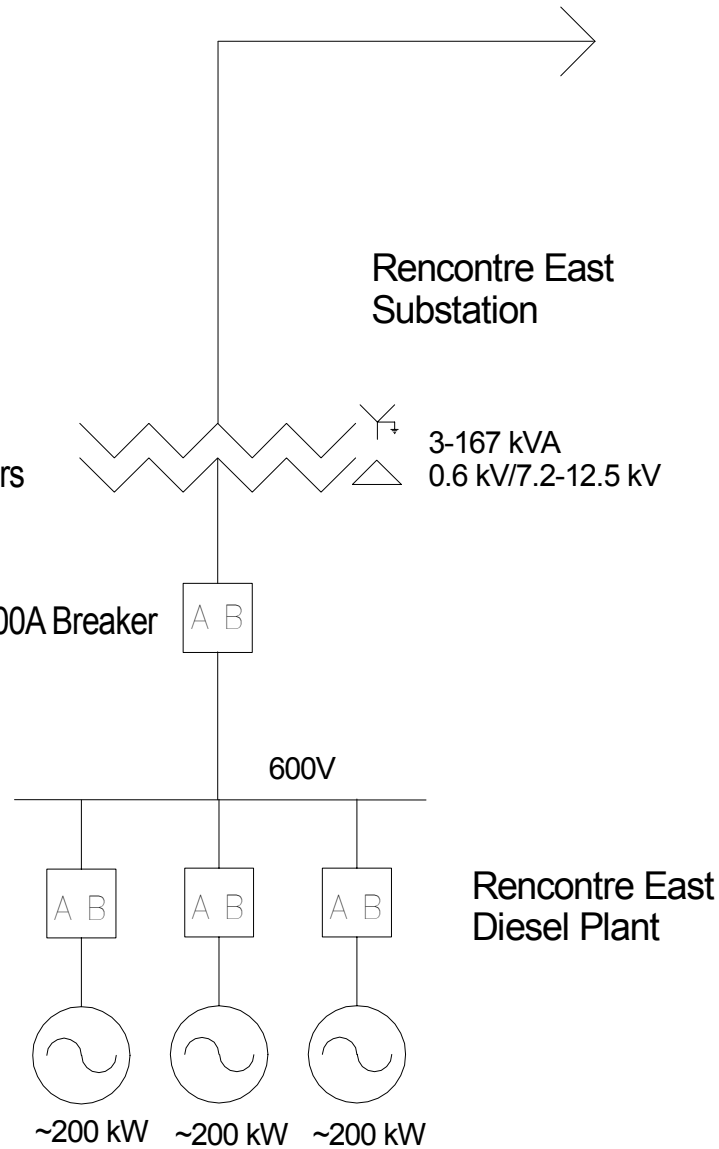 Rencontre East
Substation
3-167 kVA
0.6 kV/7.2-12.5 kV
rs
00A Breaker
A B
600V
A B
A B
A B
Rencontre East
Diesel Plant
~200 kW
~200 kW
~200 kW